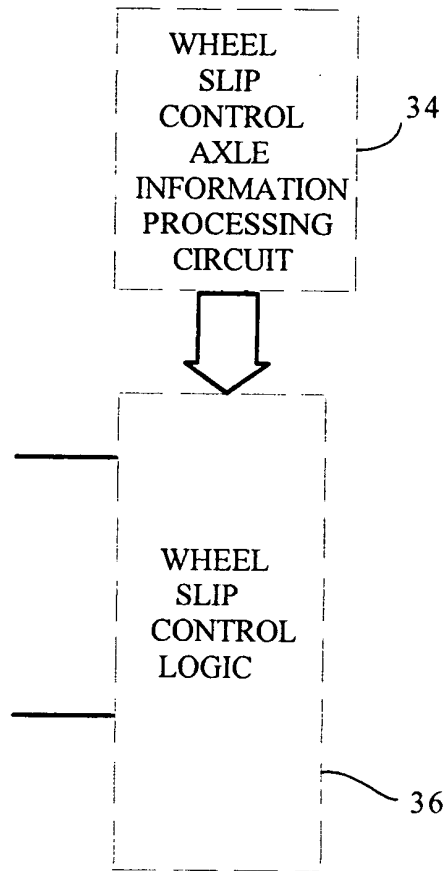 WHEEL
SLIP
CONTROL
AXLE
INFORMATION
PROCESSING
CIRCUIT
34
WHEEL
SLIP
CONTROL
LOGIC
36